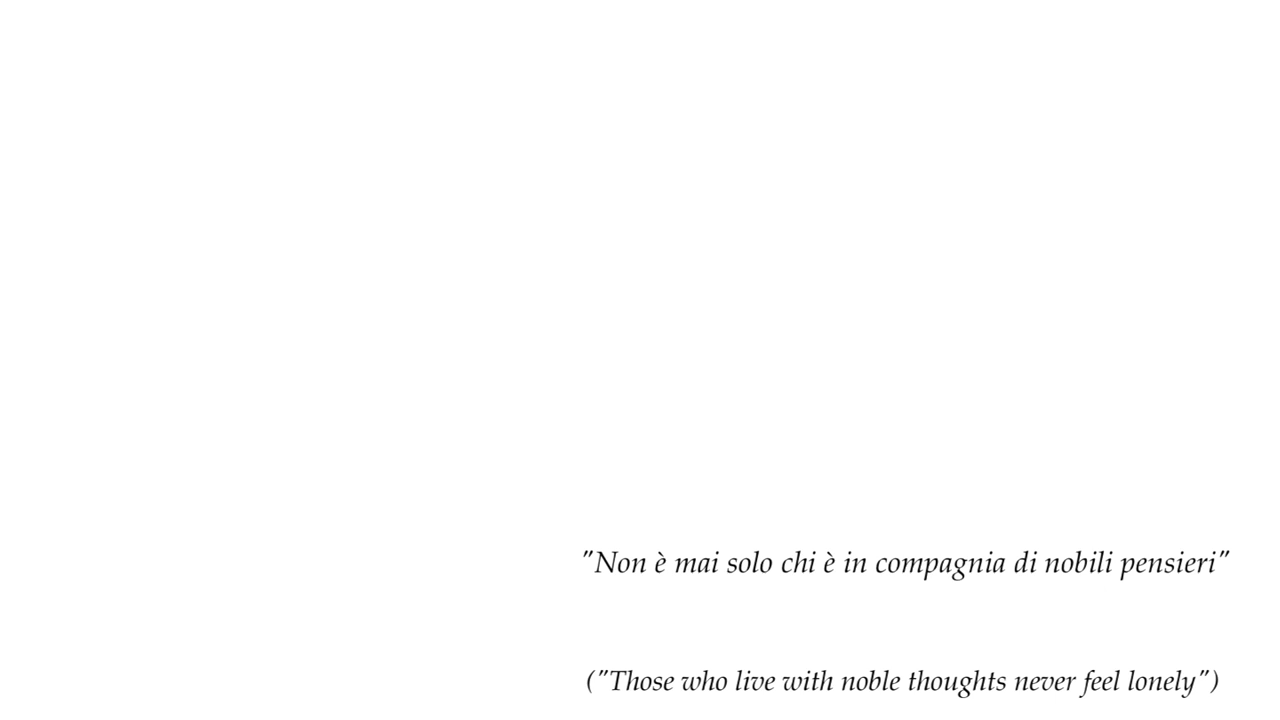 "Non è mai solo chi è in compagnia di nobili pensieri"
("Those who live with noble thoughts never feel lonely")